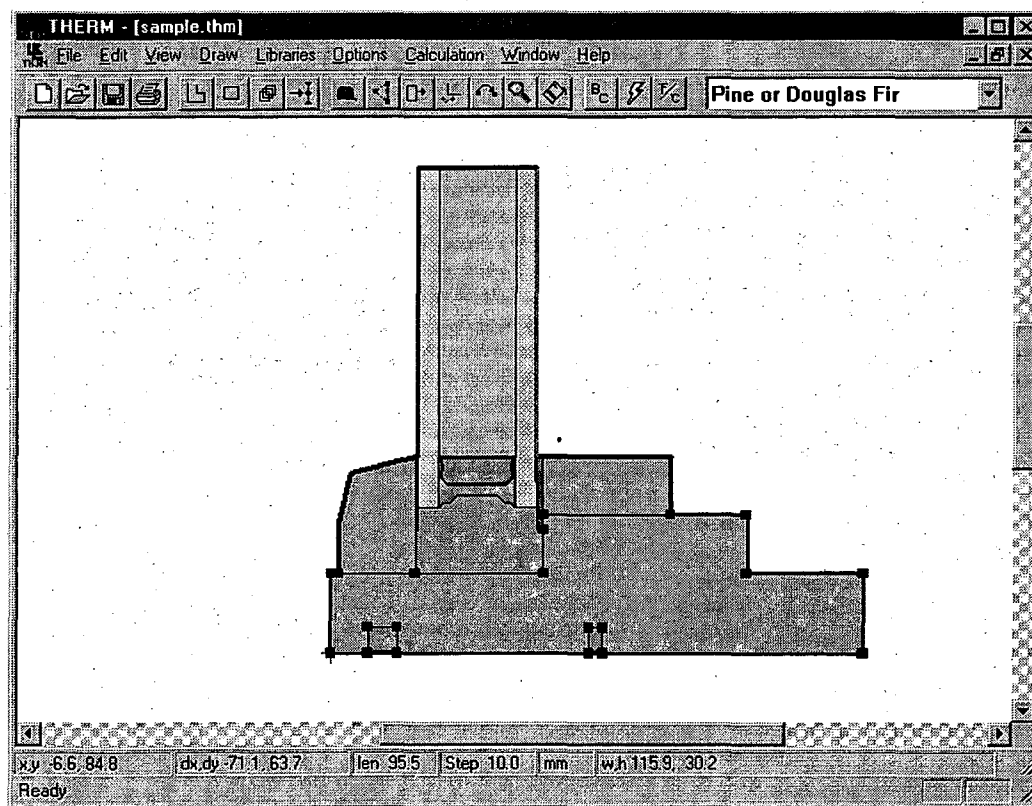 THERM - [sample.thm]
File Edit View Draw Libraries Options Calculation Window Help
BC T/C Pine or Douglas Fir
x,y -6.6, 84.8 dx,dy -71.1, 63.7 len 95.5 Step 10.0 mm w,h 115.9, 30.2
Ready